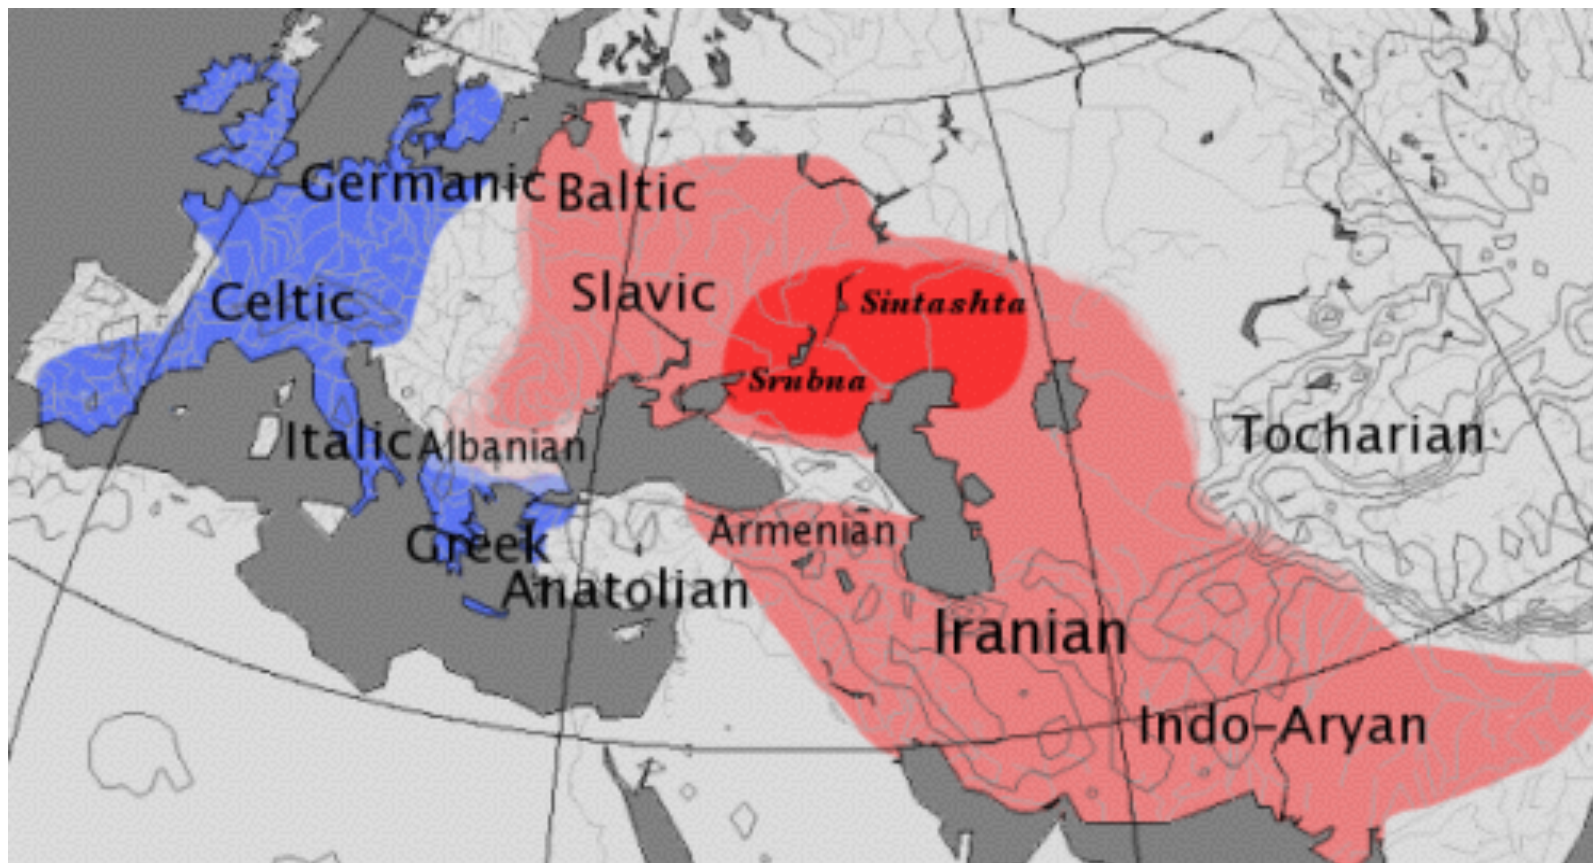 Germanic
Baltic
Slavic
Celtic
Sintashta
Srubna
Italic
Albanian
Tocharian
Greek
Armenian
Anatolian
Iranian
Indo-Aryan